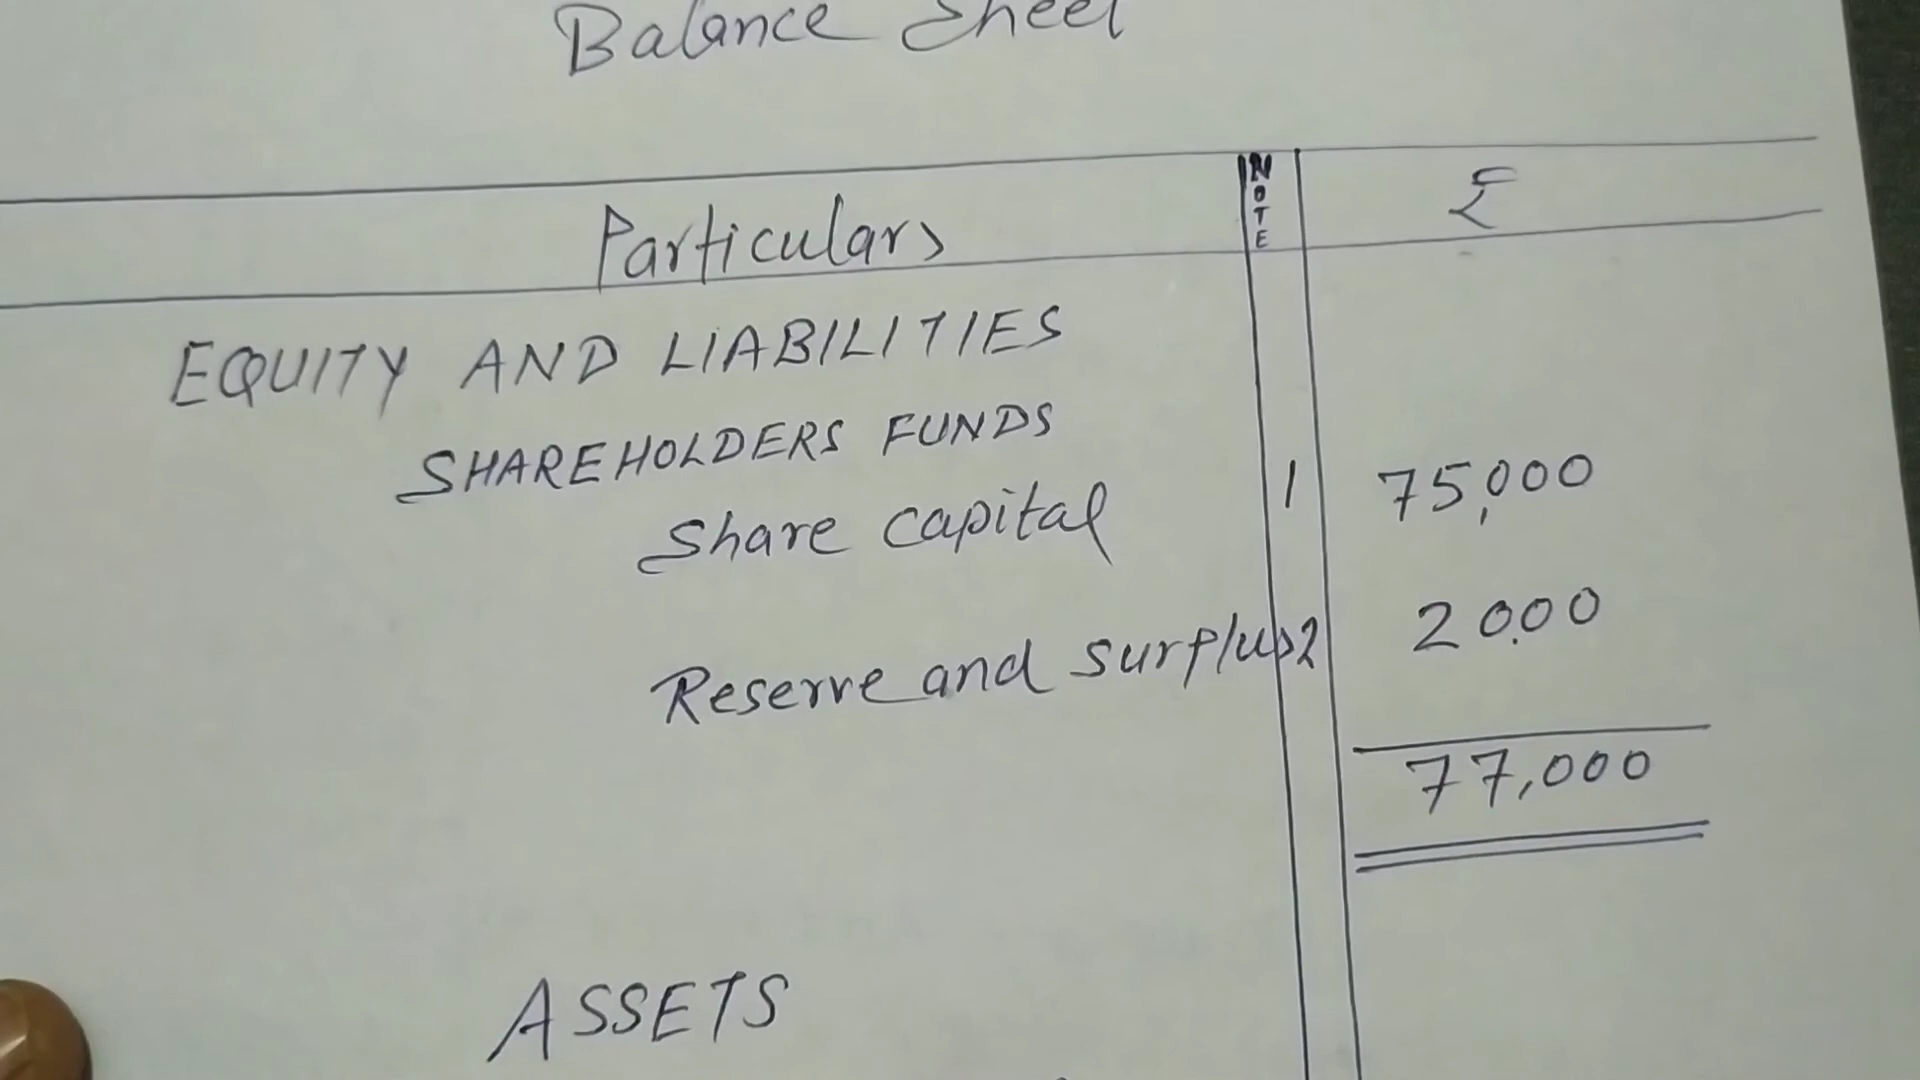 Balance Sheet
Particulars NOTE ₹
EQUITY AND LIABILITIES
SHAREHOLDERS FUNDS
Share capital 1 75,000
Reserve and surplus 2 2000
77,000
ASSETS